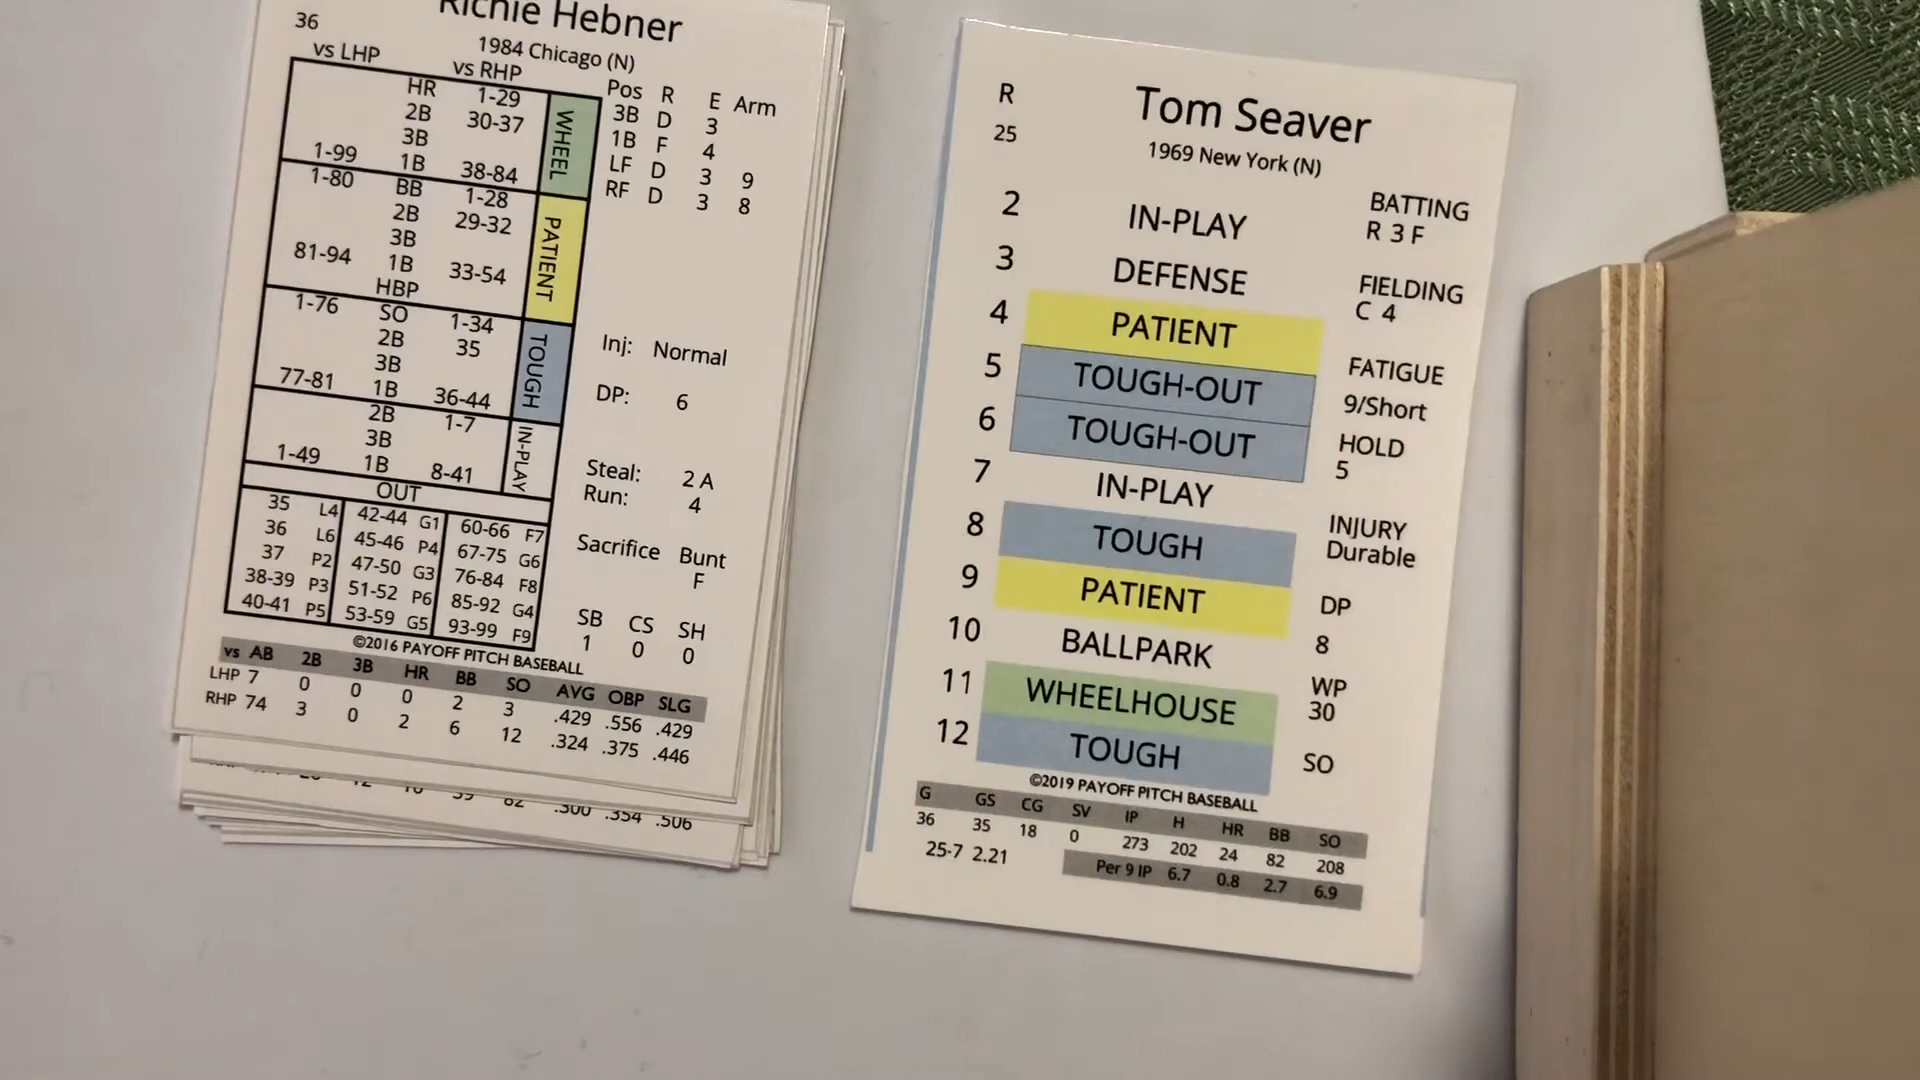 Richie Hebner
36
1984 Chicago (N)
vs LHP vs RHP
HR 1-29
2B 30-37
3B
1-99 1B 38-84
WHEEL
1-80 BB 1-28
2B 29-32
3B
81-94 1B 33-54
HBP
PATIENT
1-76 SO 1-34
2B 35
3B
77-81 1B 36-44
TOUGH
2B 1-7
3B
1-49 1B 8-41
IN-PLAY
OUT
35 L4 42-44 G1 60-66 F7
36 L6 45-46 P4 67-75 G6
37 P2 47-50 G3 76-84 F8
38-39 P3 51-52 P6 85-92 G4
40-41 P5 53-59 G5 93-99 F9
Pos R E Arm
3B D 3
1B F 4
LF D 3 9
RF D 3 8
Inj: Normal
DP: 6
Steal: 2 A
Run: 4
Sacrifice Bunt
F
SB CS SH
1 0 0
©2016 PAYOFF PITCH BASEBALL
vs AB 2B 3B HR BB SO AVG OBP SLG
LHP 7 0 0 0 2 3 .429 .556 .429
RHP 74 3 0 2 6 12 .324 .375 .446
.300 .354 .506
R
25
Tom Seaver
1969 New York (N)
2 IN-PLAY
3 DEFENSE
4 PATIENT
5 TOUGH-OUT
6 TOUGH-OUT
7 IN-PLAY
8 TOUGH
9 PATIENT
10 BALLPARK
11 WHEELHOUSE
12 TOUGH
BATTING
R 3 F
FIELDING
C 4
FATIGUE
9/Short
HOLD
5
INJURY
Durable
DP
8
WP
30
SO
©2019 PAYOFF PITCH BASEBALL
G GS CG SV IP H HR BB SO
36 35 18 0 273 202 24 82 208
25-7 2.21 Per 9 IP 6.7 0.8 2.7 6.9